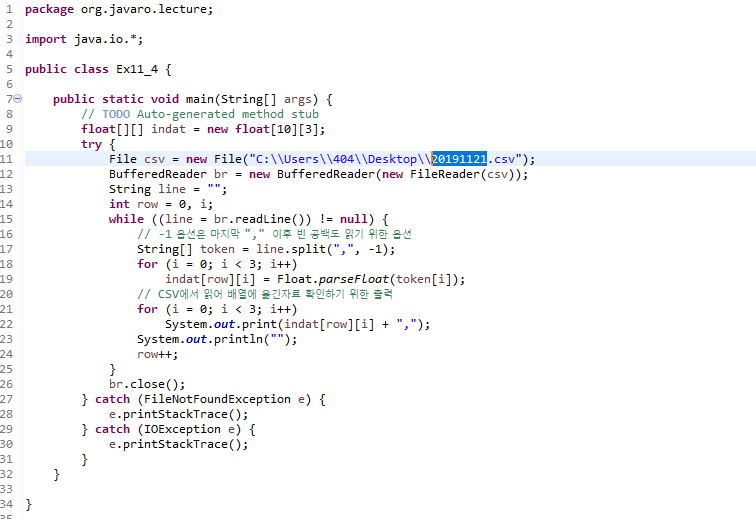 1 package org.javaro.lecture;
2
3 import java.io.*;
4
5 public class Ex11_4 {
6
7 public static void main(String[] args) {
8 // TODO Auto-generated method stub
9 float[][] indat = new float[10][3];
10 try {
11 File csv = new File("C:\\Users\\404\\Desktop\\20191121.csv");
12 BufferedReader br = new BufferedReader(new FileReader(csv));
13 String line = "";
14 int row = 0, i;
15 while ((line = br.readLine()) != null) {
16 // -1 옵션은 마지막 "," 이후 빈 공백도 읽기 위한 옵션
17 String[] token = line.split(",", -1);
18 for (i = 0; i < 3; i++)
19 indat[row][i] = Float.parseFloat(token[i]);
20 // CSV에서 읽어 배열에 옮긴자료 확인하기 위한 출력
21 for (i = 0; i < 3; i++)
22 System.out.print(indat[row][i] + ",");
23 System.out.println("");
24 row++;
25 }
26 br.close();
27 } catch (FileNotFoundException e) {
28 e.printStackTrace();
29 } catch (IOException e) {
30 e.printStackTrace();
31 }
32 }
33
34 }
35